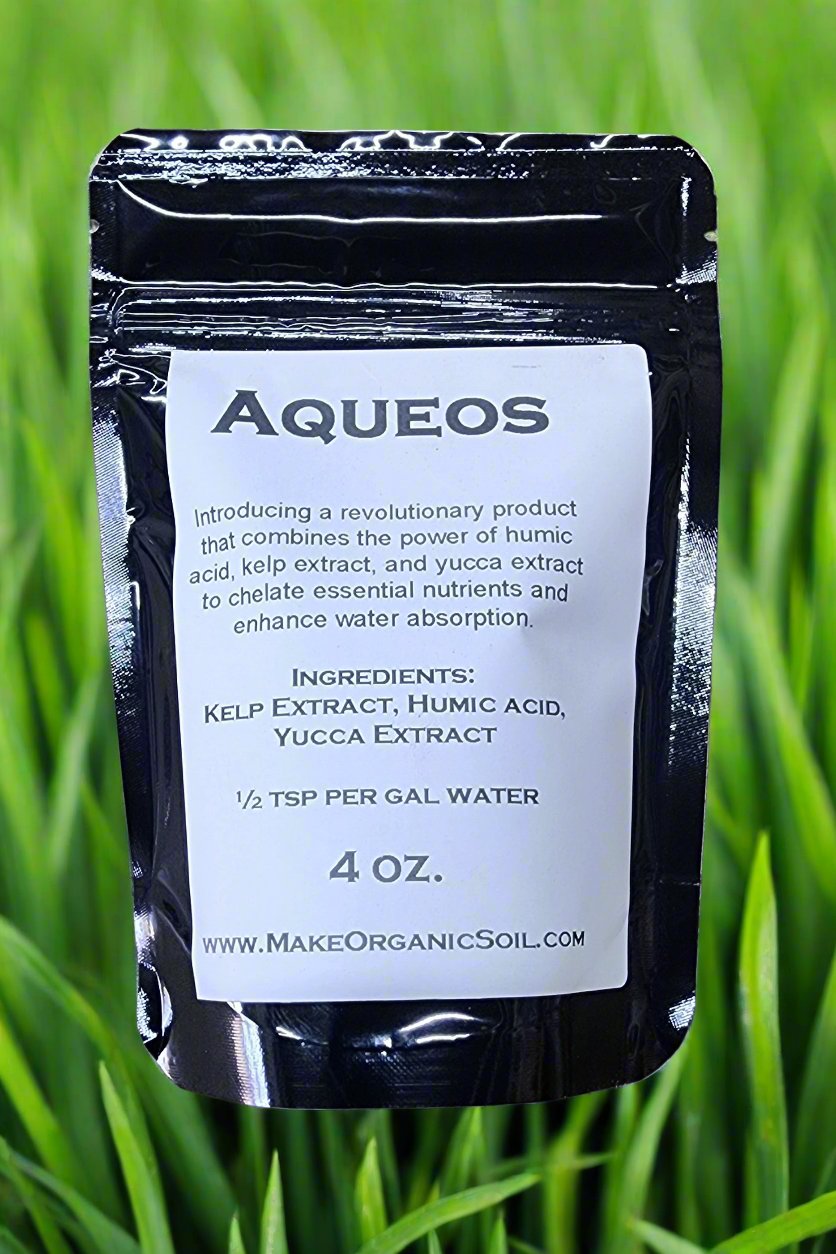 Aqueos
Introducing a revolutionary product
that combines the power of humic
acid, kelp extract, and yucca extract
to chelate essential nutrients and
enhance water absorption.
Ingredients:
Kelp Extract, Humic acid,
Yucca Extract
½ tsp per gal water
4 oz.
www.MakeOrganicSoil.com